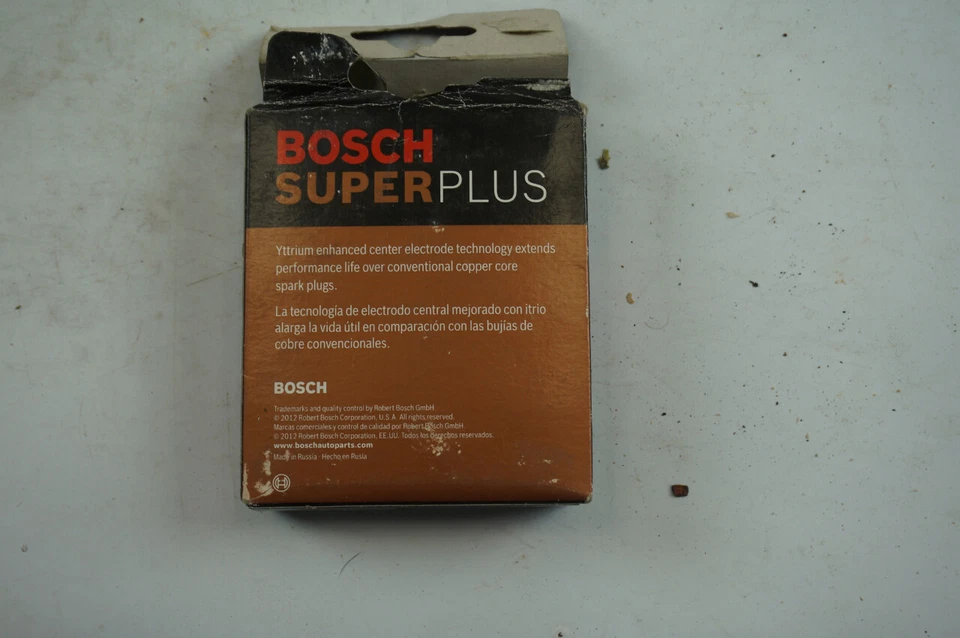 BOSCH
SUPERPLUS
Yttrium enhanced center electrode technology extends
performance life over conventional copper core
spark plugs.
La tecnología de electrodo central mejorado con itrio
alarga la vida útil en comparación con las bujías de
cobre convencionales.
BOSCH
Trademarks and quality control by Robert Bosch GmbH
© 2012 Robert Bosch Corporation, U.S.A. All rights reserved.
Marcas comerciales y control de calidad por Robert Bosch GmbH
© 2012 Robert Bosch Corporation, EE.UU. Todos los derechos reservados.
www.boschautoparts.com
Made in Russia · Hecho en Rusia